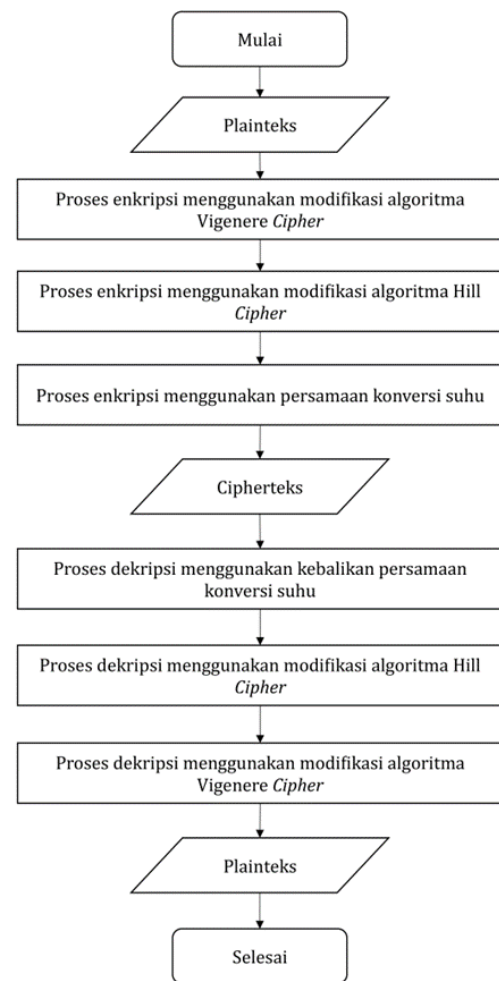 Mulai
Plainteks
Proses enkripsi menggunakan modifikasi algoritma
Vigenere Cipher
Proses enkripsi menggunakan modifikasi algoritma Hill
Cipher
Proses enkripsi menggunakan persamaan konversi suhu
Cipherteks
Proses dekripsi menggunakan kebalikan persamaan
konversi suhu
Proses dekripsi menggunakan modifikasi algoritma Hill
Cipher
Proses dekripsi menggunakan modifikasi algoritma
Vigenere Cipher
Plainteks
Selesai